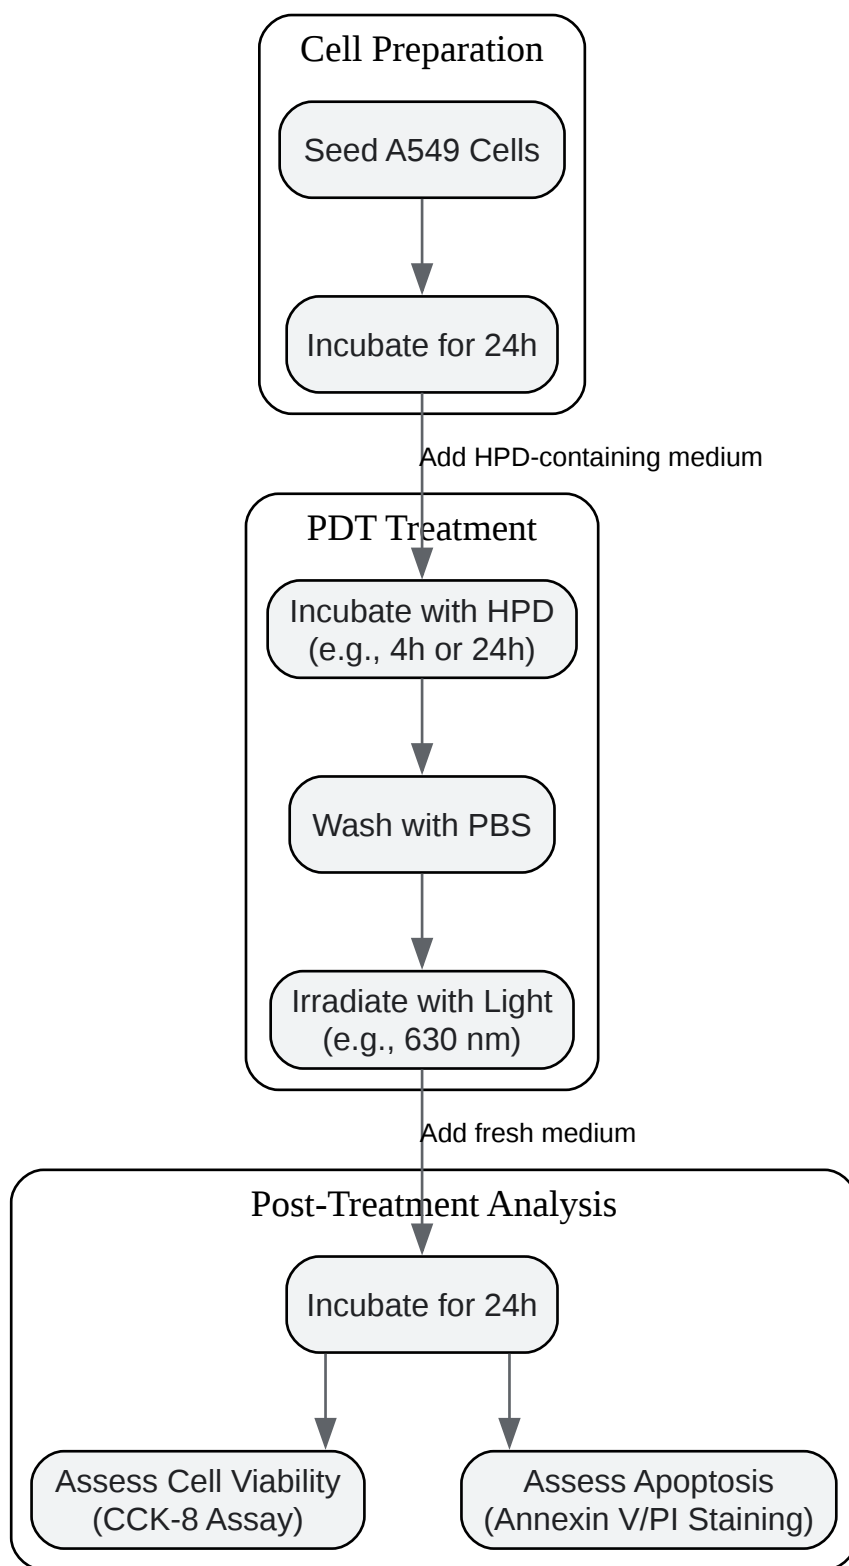 Cell Preparation
Seed A549 Cells
Incubate for 24h
Add HPD-containing medium
PDT Treatment
Incubate with HPD
(e.g., 4h or 24h)
Wash with PBS
Irradiate with Light
(e.g., 630 nm)
Add fresh medium
Post-Treatment Analysis
Incubate for 24h
Assess Cell Viability
(CCK-8 Assay)
Assess Apoptosis
(Annexin V/PI Staining)